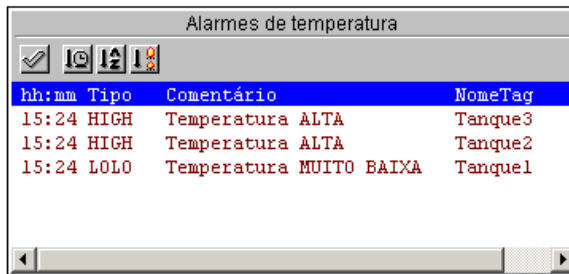 Alarmes de temperatura
hh:mm Tipo Comentário NomeTag
15:24 HIGH Temperatura ALTA Tanque3
15:24 HIGH Temperatura ALTA Tanque2
15:24 LOLO Temperatura MUITO BAIXA Tanque1